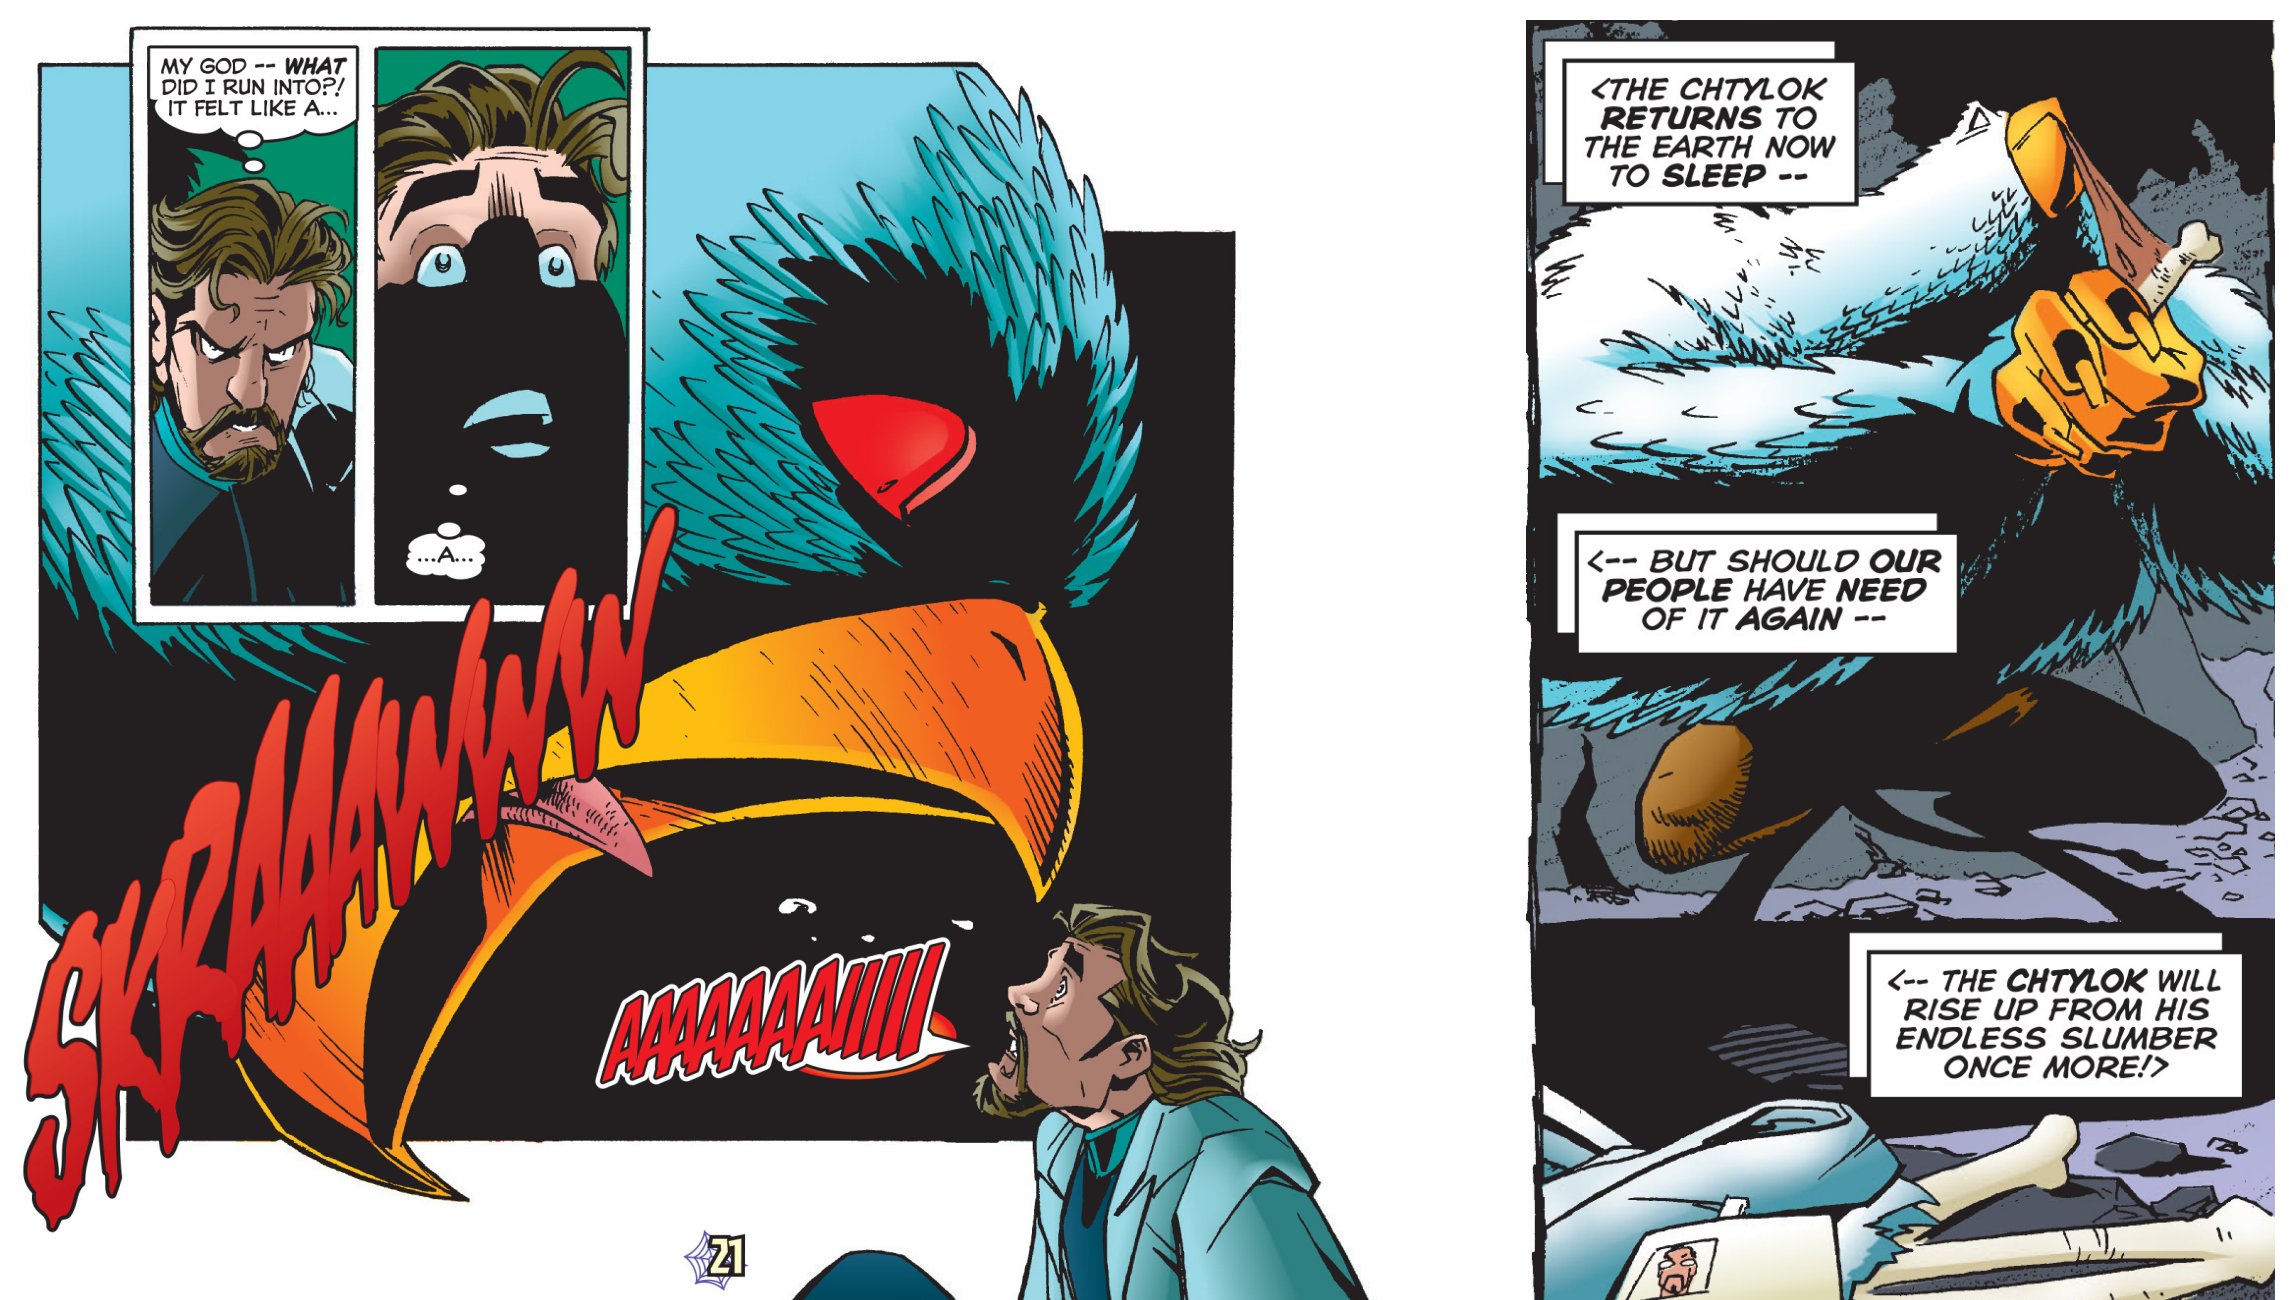 MY GOD -- WHAT
DID I RUN INTO?!
IT FELT LIKE A...
...A...
SKRAAAAWWW
AAAAAAAIIIII
21
<THE CHTYLOK
RETURNS TO
THE EARTH NOW
TO SLEEP --
<-- BUT SHOULD OUR
PEOPLE HAVE NEED
OF IT AGAIN --
<-- THE CHTYLOK WILL
RISE UP FROM HIS
ENDLESS SLUMBER
ONCE MORE!>